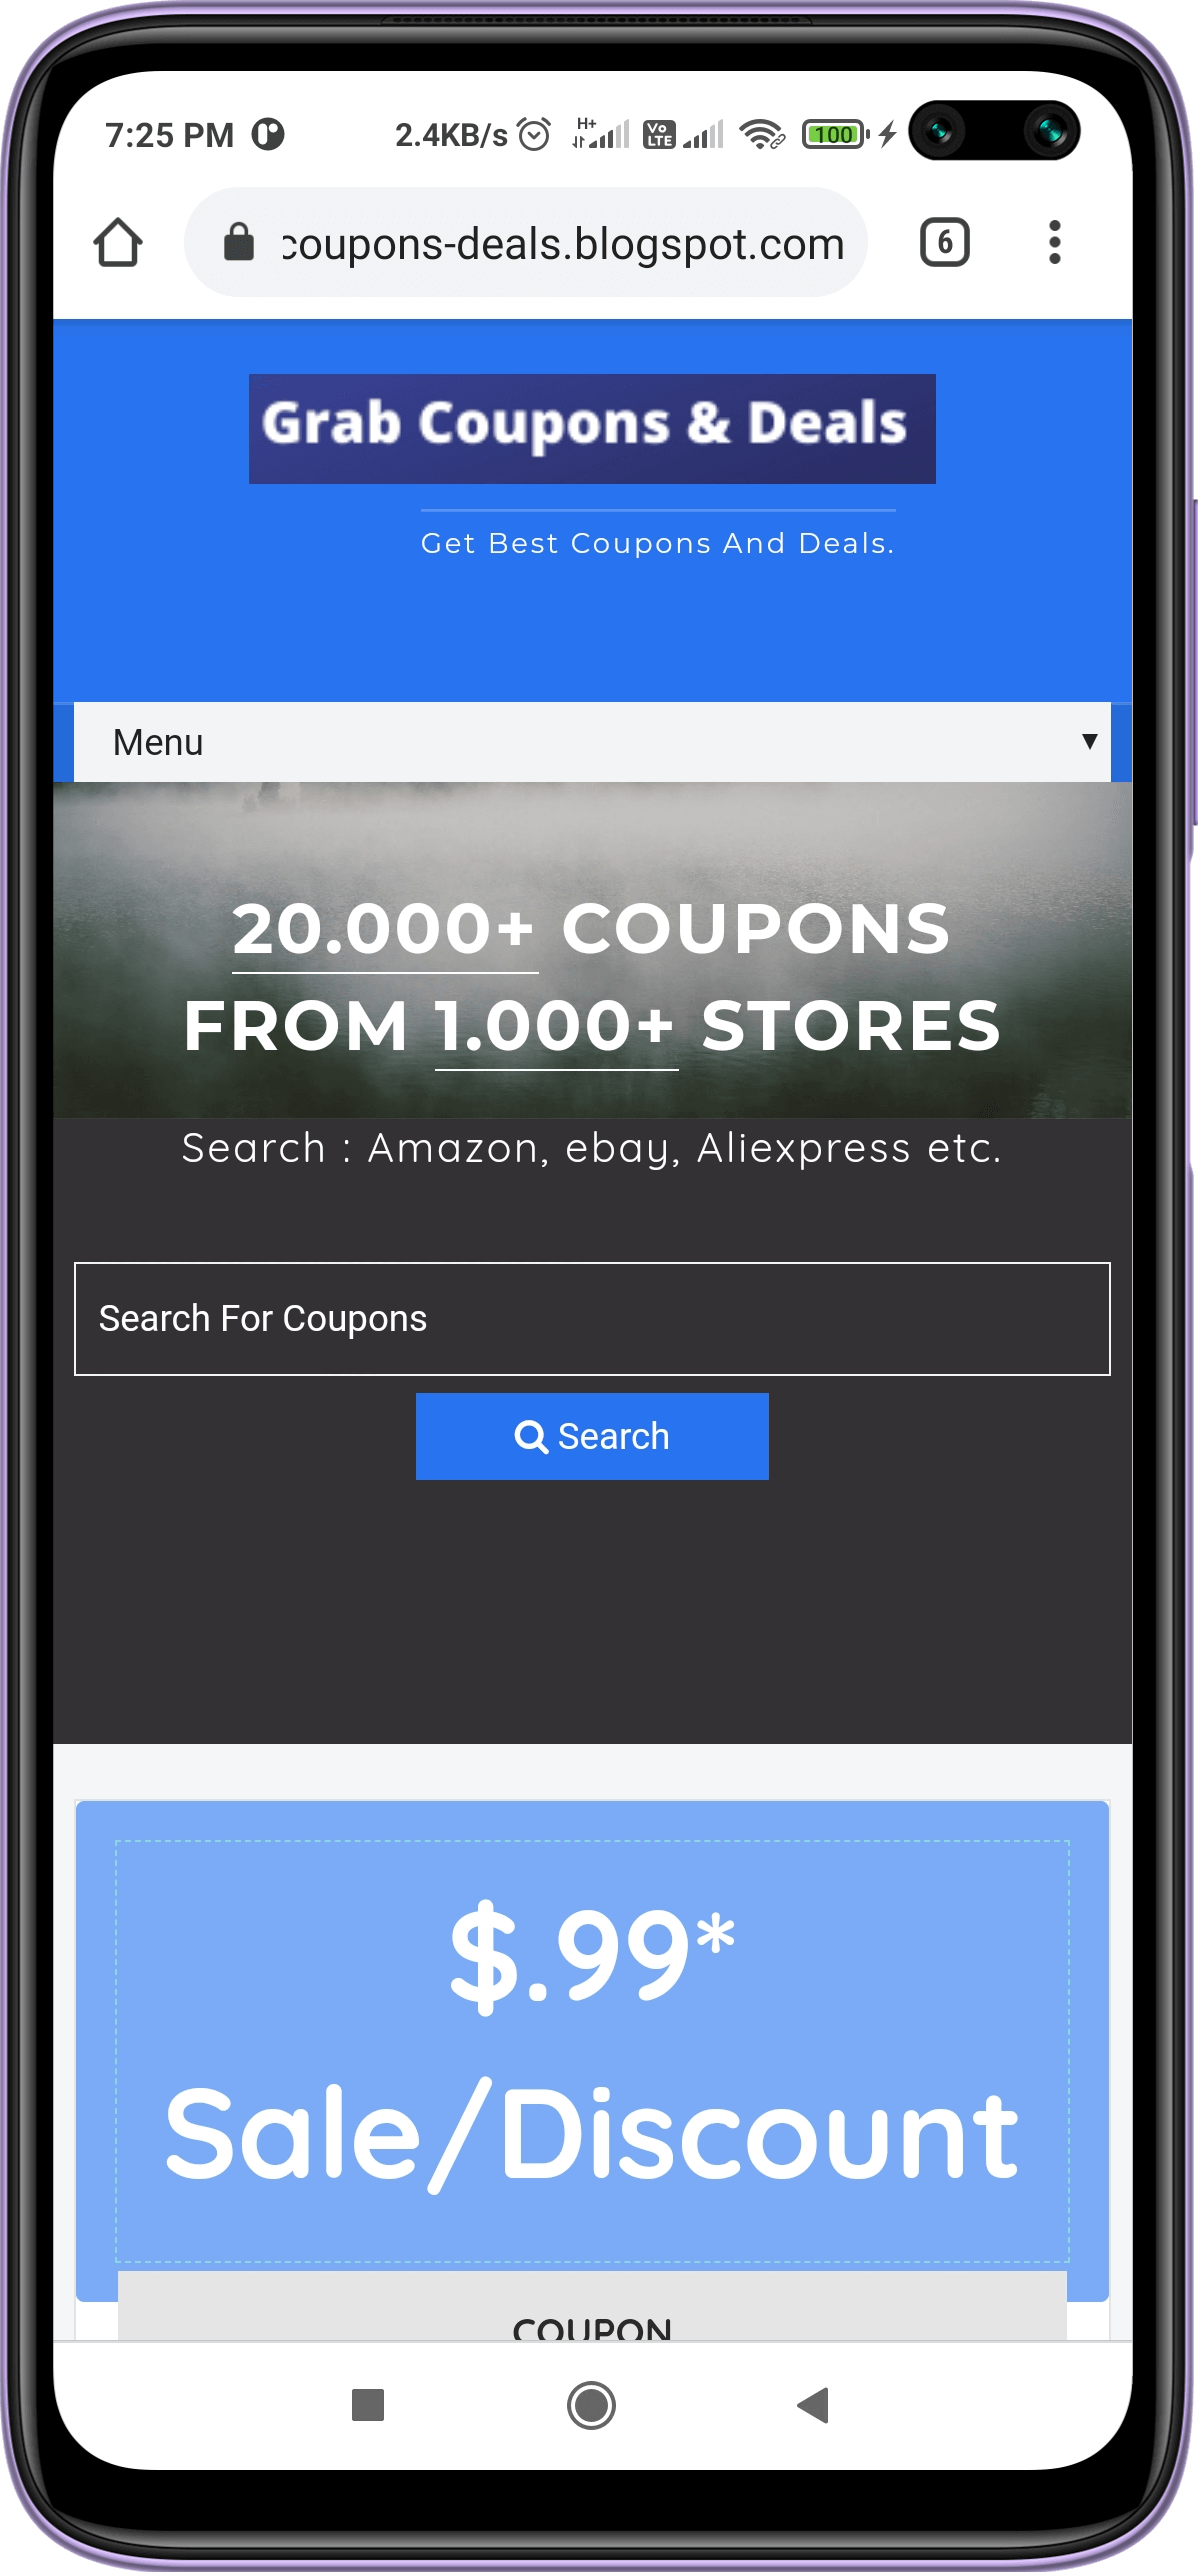 7:25 PM 2.4KB/s H+ Vo LTE 100
coupons-deals.blogspot.com 6
Grab Coupons & Deals
Get Best Coupons And Deals.
Menu
20.000+ COUPONS
FROM 1.000+ STORES
Search : Amazon, ebay, Aliexpress etc.
Search For Coupons
Search
$.99*
Sale/Discount
COUPON